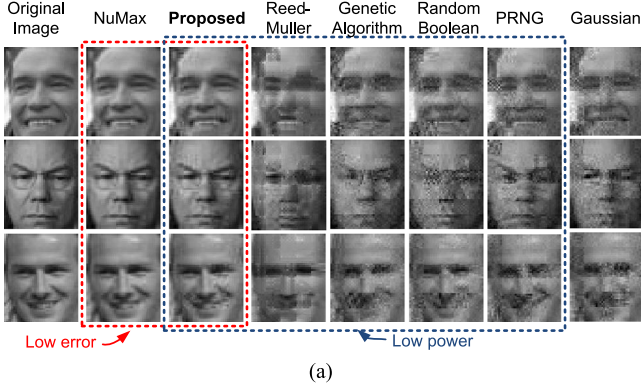 Original Image NuMax Proposed Reed-Muller Genetic Algorithm Random Boolean PRNG Gaussian
Low error
Low power
(a)